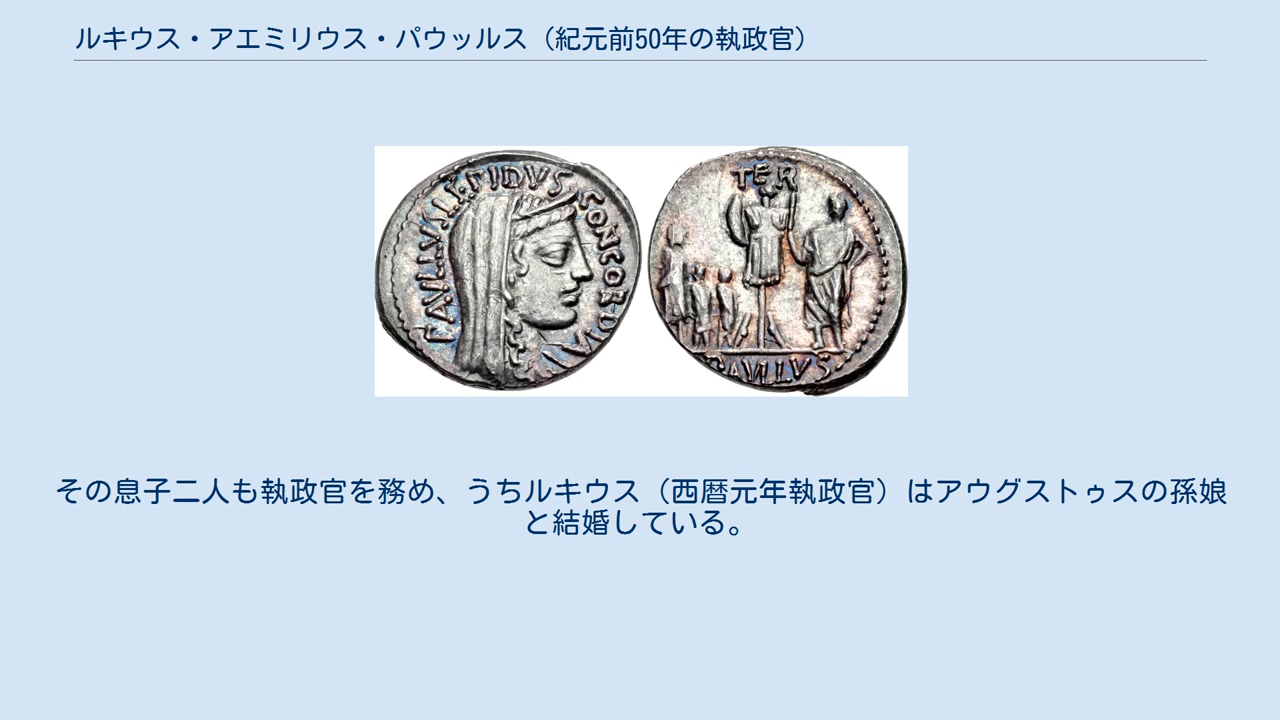 ルキウス・アエミリウス・パウッルス（紀元前50年の執政官）
PAVLLVS LEPIDVS CONCORDIA
TER
PAVLLVS
その息子二人も執政官を務め、うちルキウス（西暦元年執政官）はアウグストゥスの孫娘
と結婚している。